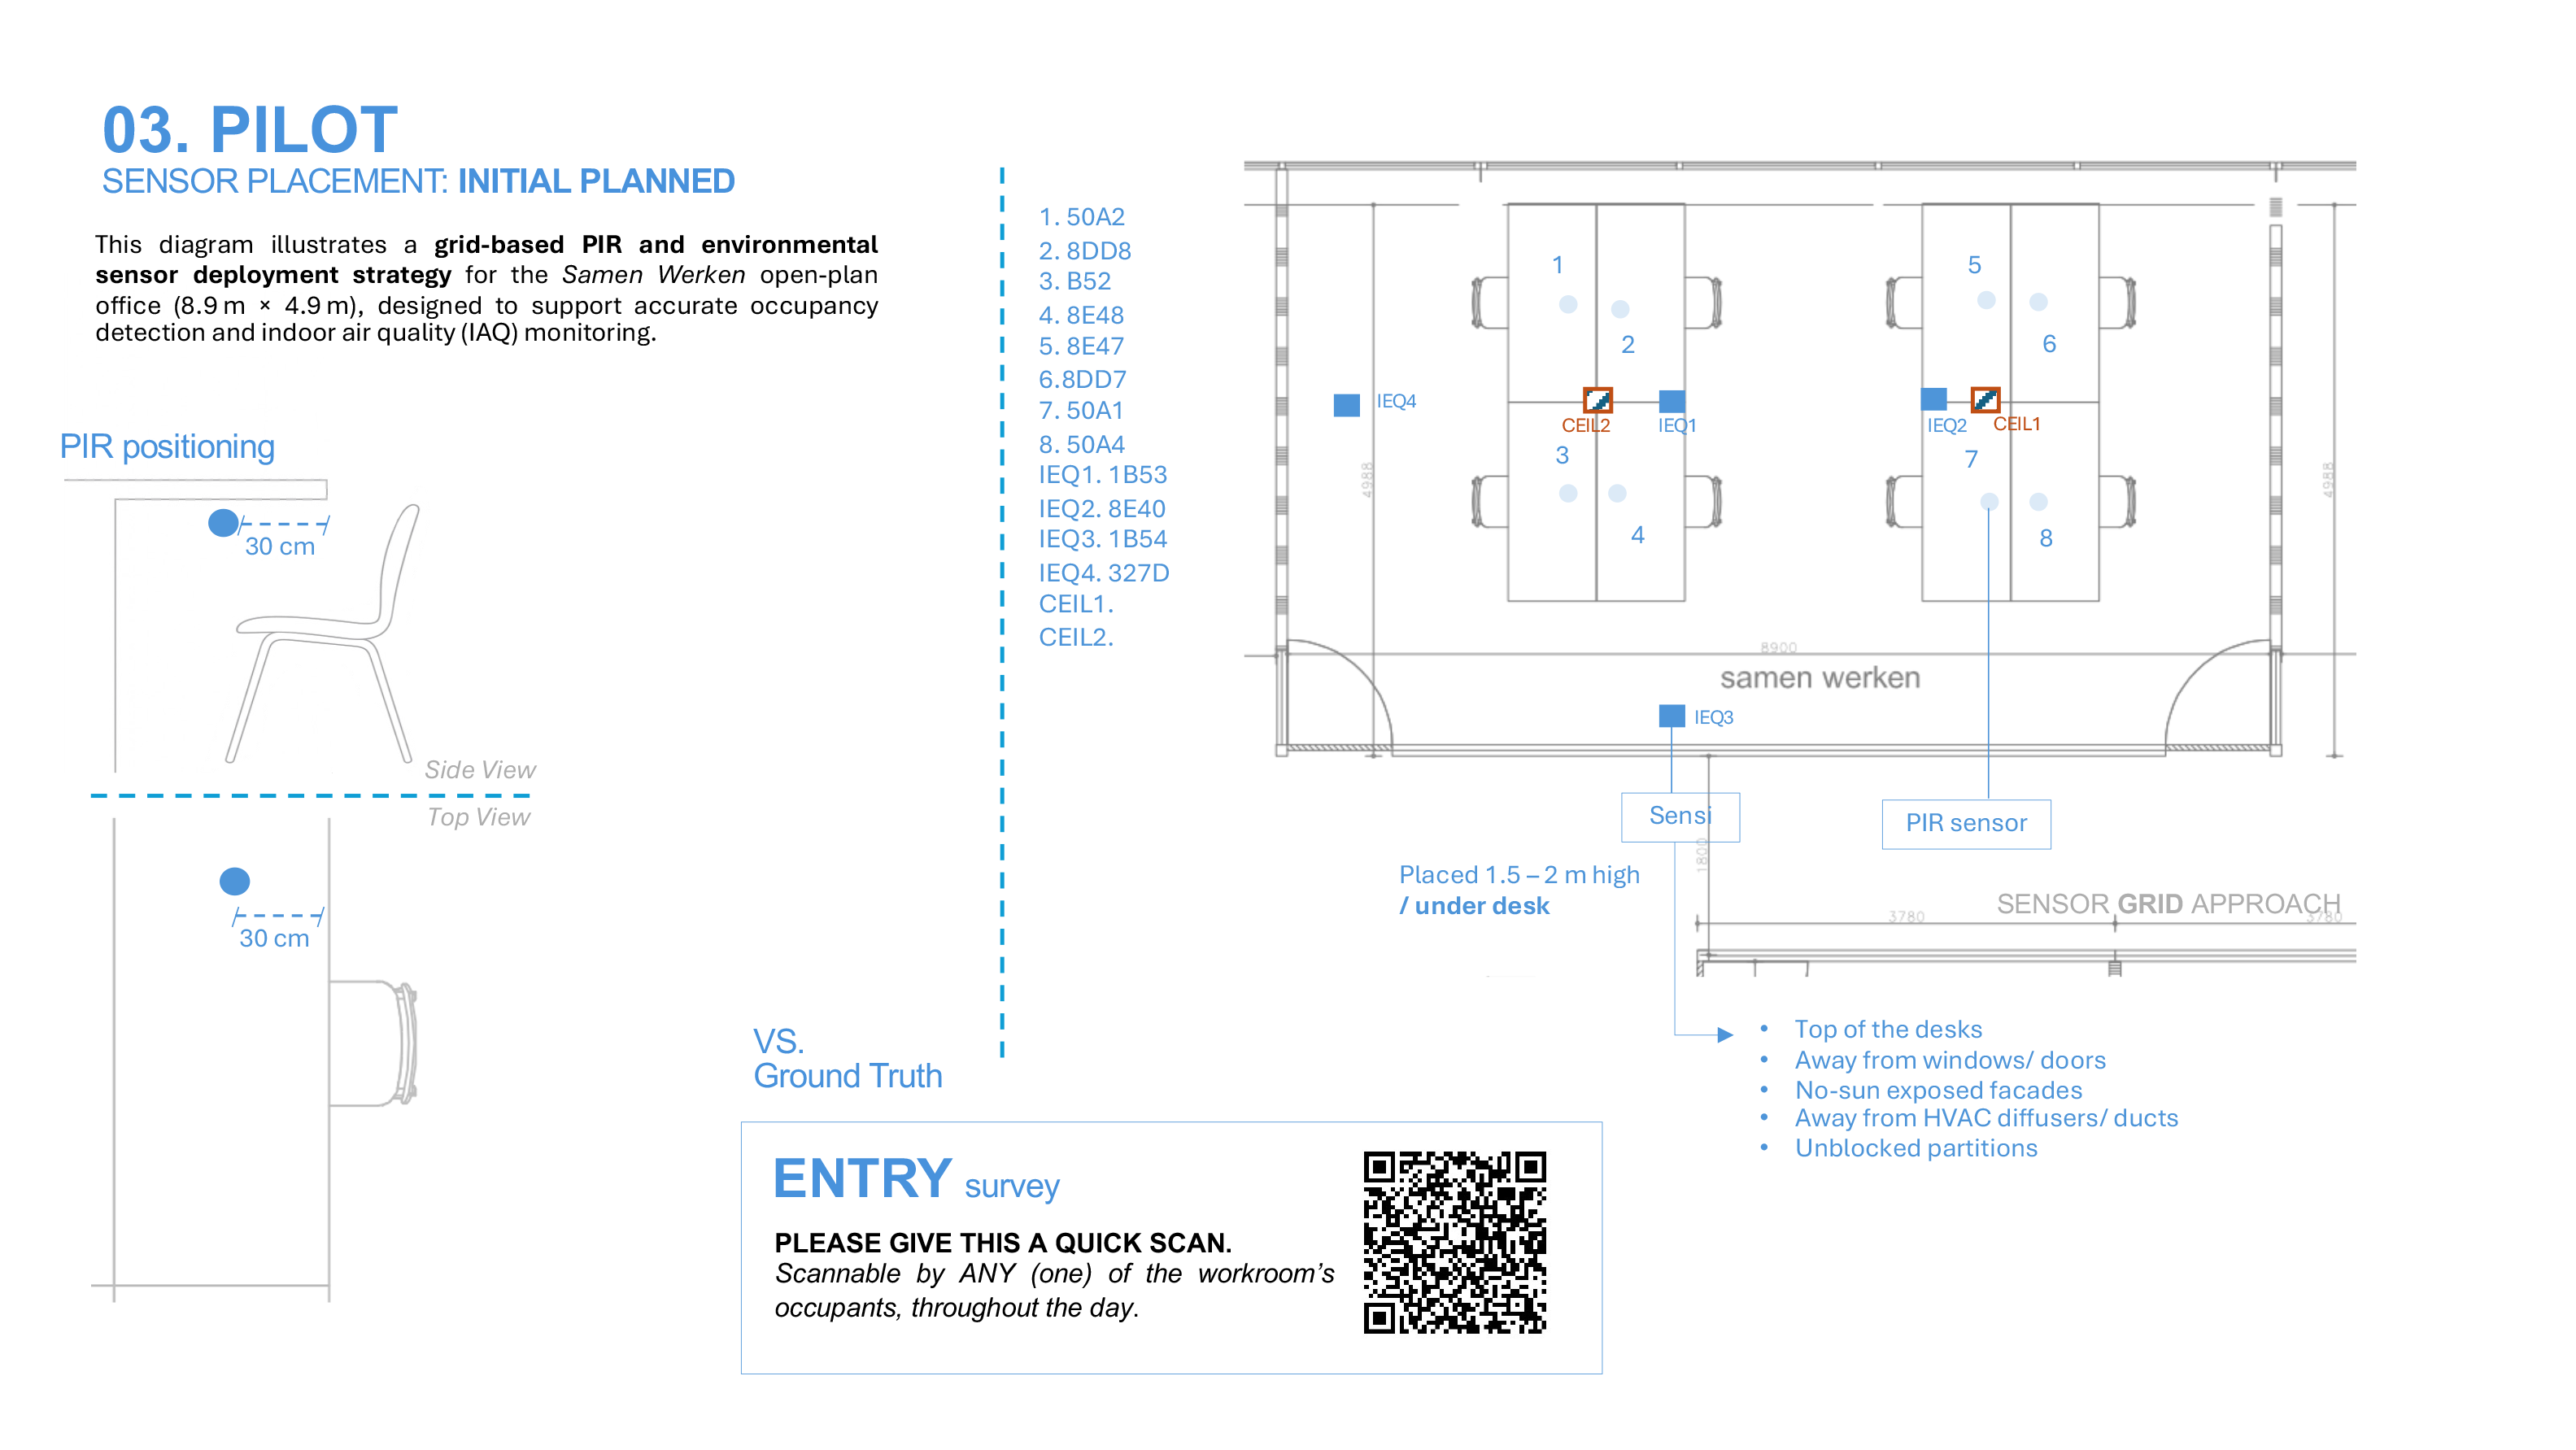 03. PILOT
SENSOR PLACEMENT: INITIAL PLANNED
This diagram illustrates a grid-based PIR and environmental
sensor deployment strategy for the Samen Werken open-plan
office (8.9 m × 4.9 m), designed to support accurate occupancy
detection and indoor air quality (IAQ) monitoring.
PIR positioning
30 cm
Side View
Top View
30 cm
1. 50A2
2. 8DD8
3. B52
4. 8E48
5. 8E47
6.8DD7
7. 50A1
8. 50A4
IEQ1. 1B53
IEQ2. 8E40
IEQ3. 1B54
IEQ4. 327D
CEIL1.
CEIL2.
1
2
5
6
IEQ4
CEIL2
IEQ1
IEQ2
CEIL1
3
4
7
8
4988
4988
8900
samen werken
IEQ3
Sensi
PIR sensor
1800
Placed 1.5 – 2 m high
/ under desk
SENSOR GRID APPROACH
3780
3780
• Top of the desks
• Away from windows/ doors
• No-sun exposed facades
• Away from HVAC diffusers/ ducts
• Unblocked partitions
VS.
Ground Truth
ENTRY survey
PLEASE GIVE THIS A QUICK SCAN.
Scannable by ANY (one) of the workroom's
occupants, throughout the day.